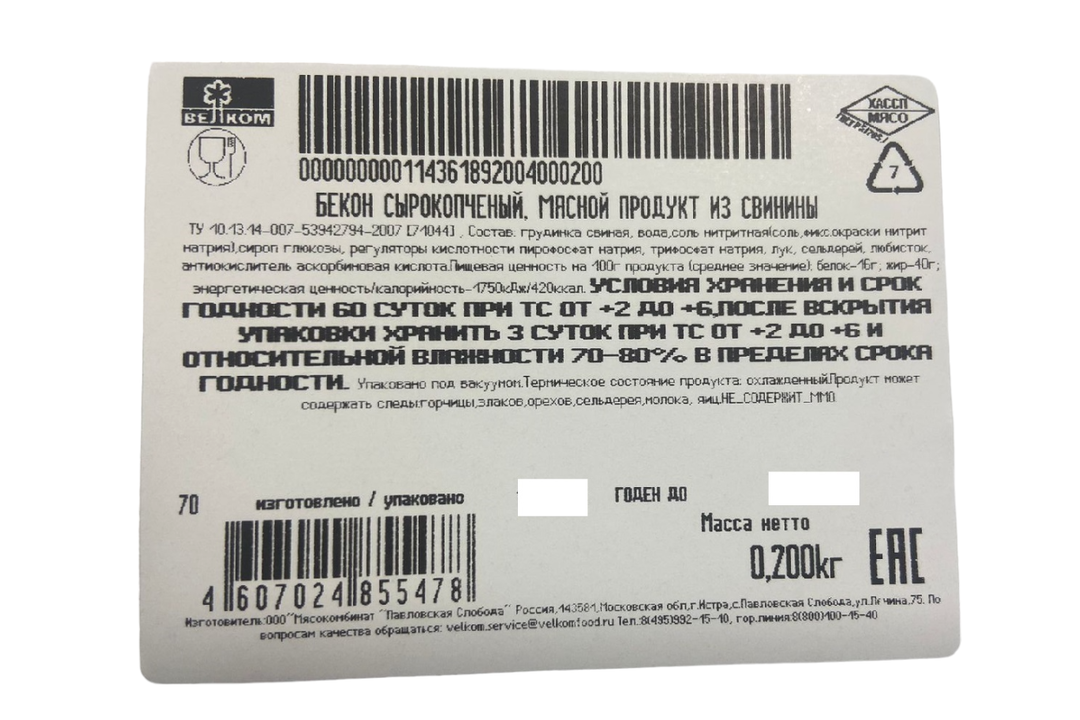 ВЕЛКОМ
ХАССП
МЯСО
7
0000000001143618920040002​00
БЕКОН СЫРОКОПЧЕНЫЙ, МЯСНОЙ ПРОДУКТ ИЗ СВИНИНЫ
ТУ 10.13.14-007-53942794-2007 [71044] , Состав: грудинка свиная, вода,соль нитритная(соль,фикс.окраски нитрит
натрия),сироп глюкозы, регуляторы кислотности пирофосфат натрия, трифосфат натрия, лук, сельдерей, любисток,
антиокислитель аскорбиновая кислота.Пищевая ценность на 100г продукта (среднее значение): белок-16г; жир-40г;
энергетическая ценность/калорийность-1750кДж/420ккал. УСЛОВИЯ ХРАНЕНИЯ И СРОК
ГОДНОСТИ 60 СУТОК ПРИ ТС ОТ +2 ДО +6,ПОСЛЕ ВСКРЫТИЯ
УПАКОВКИ ХРАНИТЬ 3 СУТОК ПРИ ТС ОТ +2 ДО +6 И
ОТНОСИТЕЛЬНОЙ ВЛАЖНОСТИ 70-80% В ПРЕДЕЛАХ СРОКА
ГОДНОСТИ. Упаковано под вакуумом.Термическое состояние продукта: охлажденный.Продукт может
содержать следы:горчицы,злаков,орехов,сельдерея,молока, яиц.НЕ_СОДЕРЖИТ_ММО.
70 изготовлено / упаковано ГОДЕН ДО
Масса нетто
0,200кг ЕАС
4 607024 855478
Изготовитель:ООО"Мясокомбинат "Павловская Слобода" Россия,143581,Московская обл,г.Истра,с.Павловская Слобода,ул.Ленина,75. По
вопросам качества обращаться: velkom.service@velkomfood.ru Тел.:8(495)992-15-10, гор.линия:8(800)100-15-40